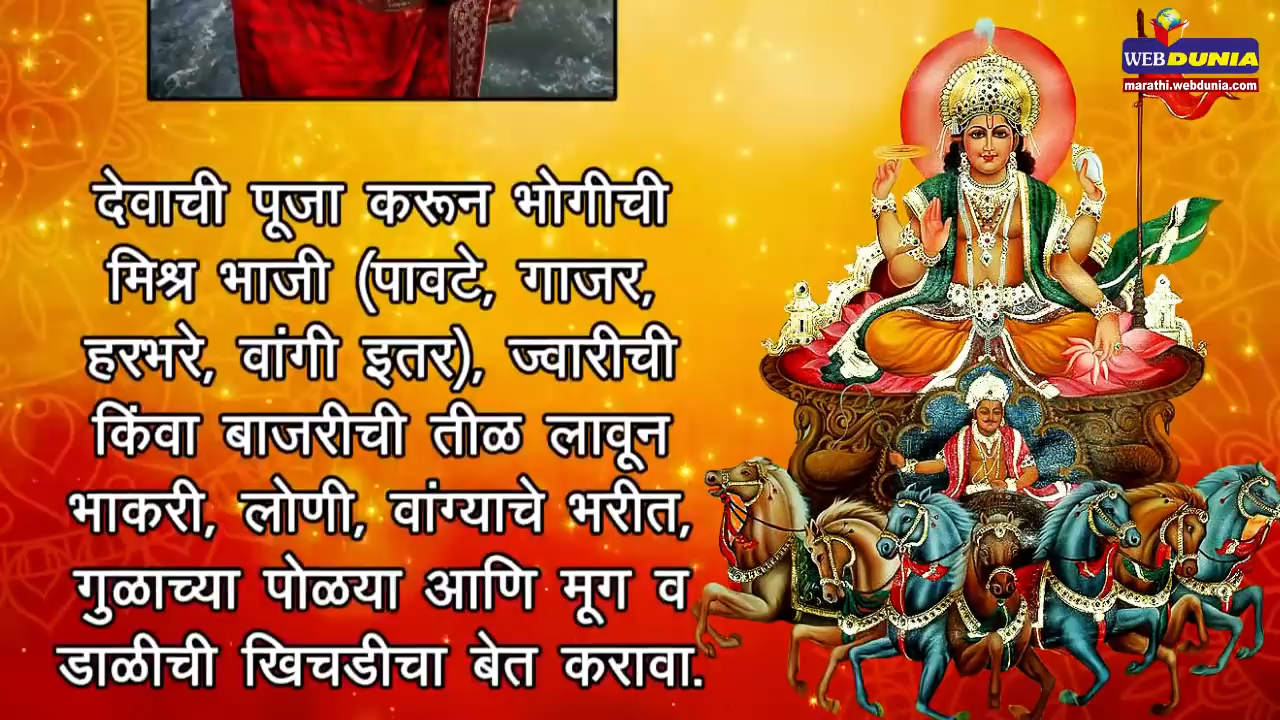 WEBDUNIA
marathi.webdunia.com
देवाची पूजा करून भोगीची
मिश्र भाजी (पावटे, गाजर,
हरभरे, वांगी इतर), ज्वारीची
किंवा बाजरीची तीळ लावून
भाकरी, लोणी, वांग्याचे भरीत,
गुळाच्या पोळया आणि मूग व
डाळीची खिचडीचा बेत करावा.